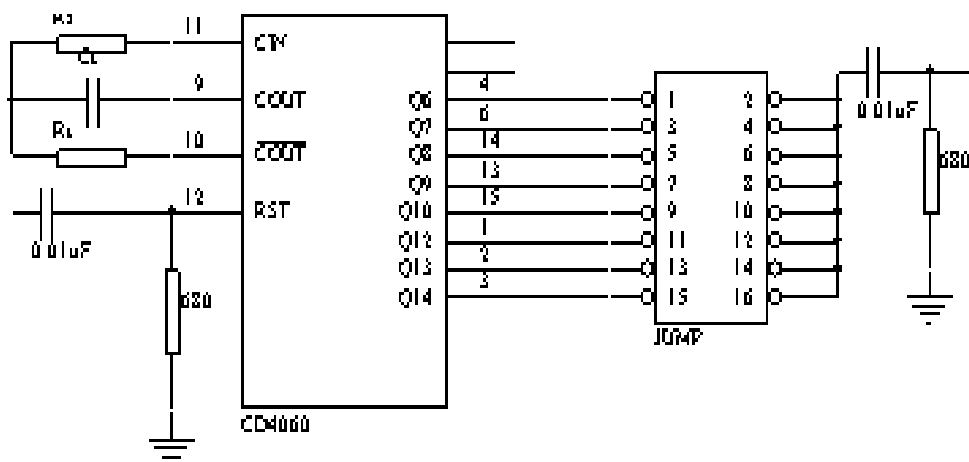 11
CIN
9
COUT
10
COUT
12
RST
0.01uF
680
Q6
4
Q7
6
Q8
14
Q9
13
Q10
15
Q12
1
Q13
2
Q14
3
CD4060
1 2
3 4
5 6
7 8
9 10
11 12
13 14
15 16
JUMP
0.01uF
680